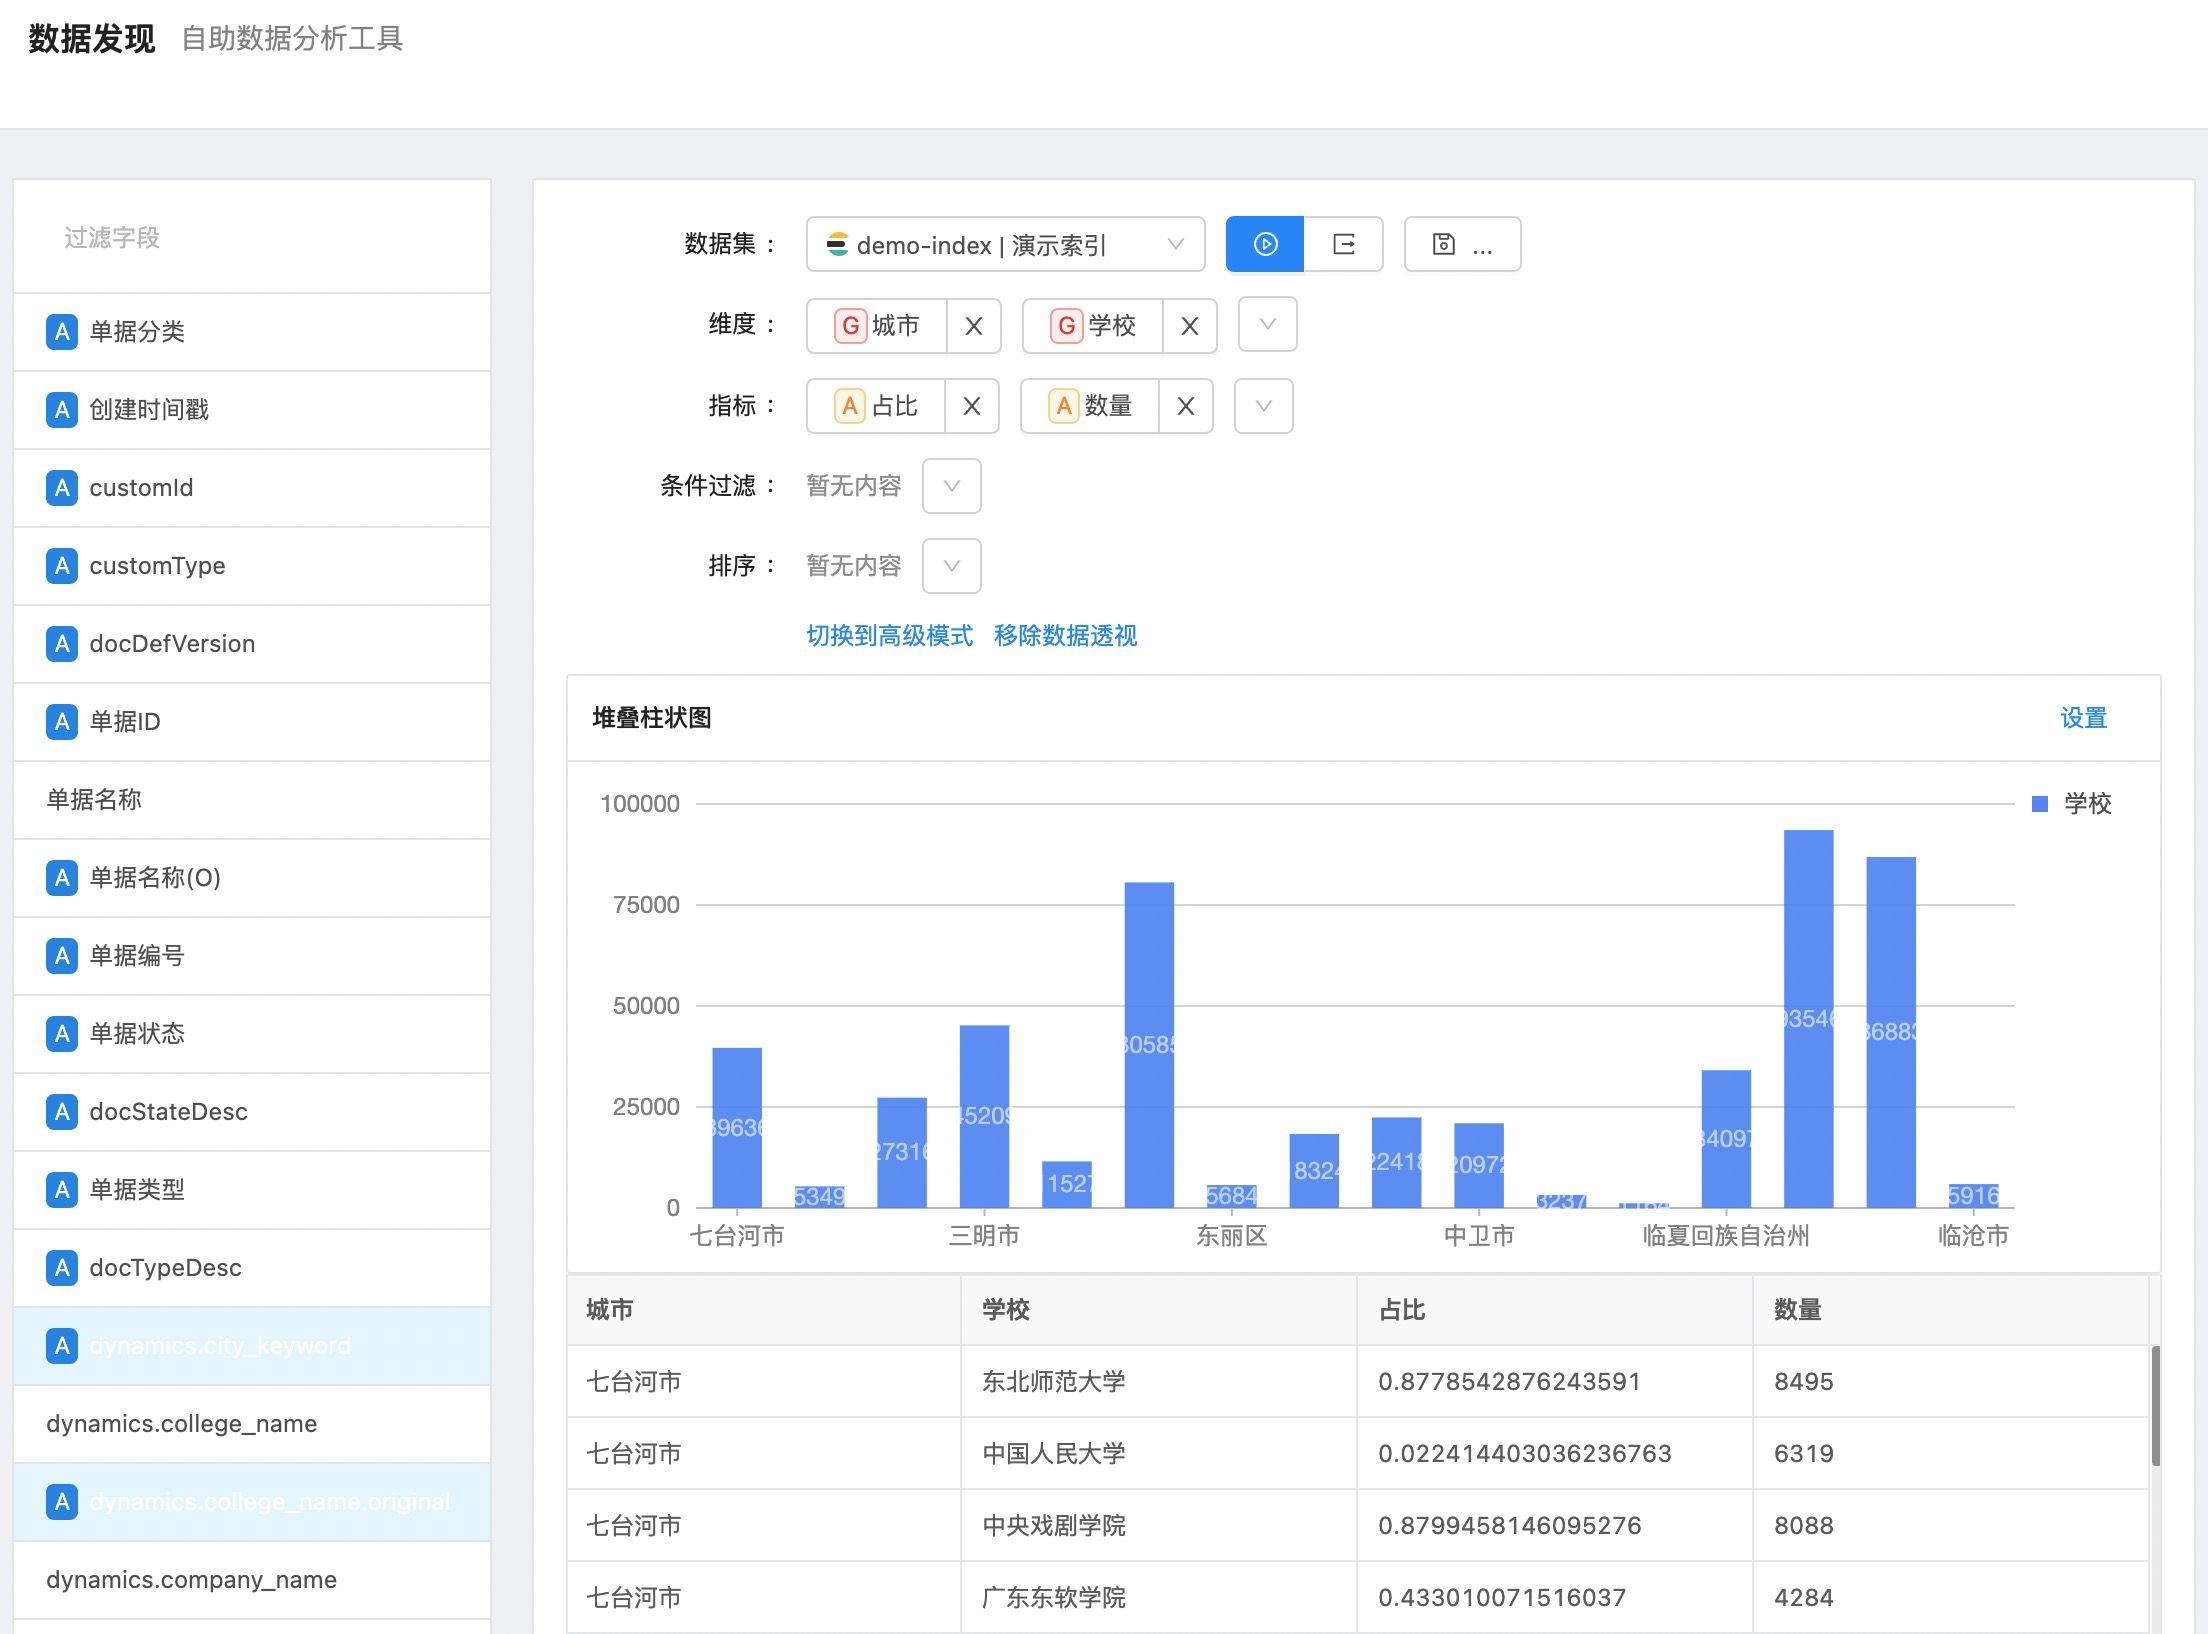 数据发现 自助数据分析工具
过滤字段
A 单据分类
A 创建时间戳
A customId
A customType
A docDefVersion
A 单据ID
单据名称
A 单据名称(O)
A 单据编号
A 单据状态
A docStateDesc
A 单据类型
A docTypeDesc
A dynamics.city_keyword
dynamics.college_name
A dynamics.college_name.original
dynamics.company_name
数据集 : demo-index | 演示索引 ...
维度 : G 城市 X G 学校 X
指标 : A 占比 X A 数量 X
条件过滤 : 暂无内容
排序 : 暂无内容
切换到高级模式 移除数据透视
堆叠柱状图 设置
学校
100000
75000
50000
25000
0
39636
5349
27316
45209
1527
80585
5684
8324
22418
20972
3237
34097
93546
86883
5916
七台河市 三明市 东丽区 中卫市 临夏回族自治州 临沧市
城市 学校 占比 数量
七台河市 东北师范大学 0.8778542876243591 8495
七台河市 中国人民大学 0.022414403036236763 6319
七台河市 中央戏剧学院 0.8799458146095276 8088
七台河市 广东东软学院 0.433010071516037 4284